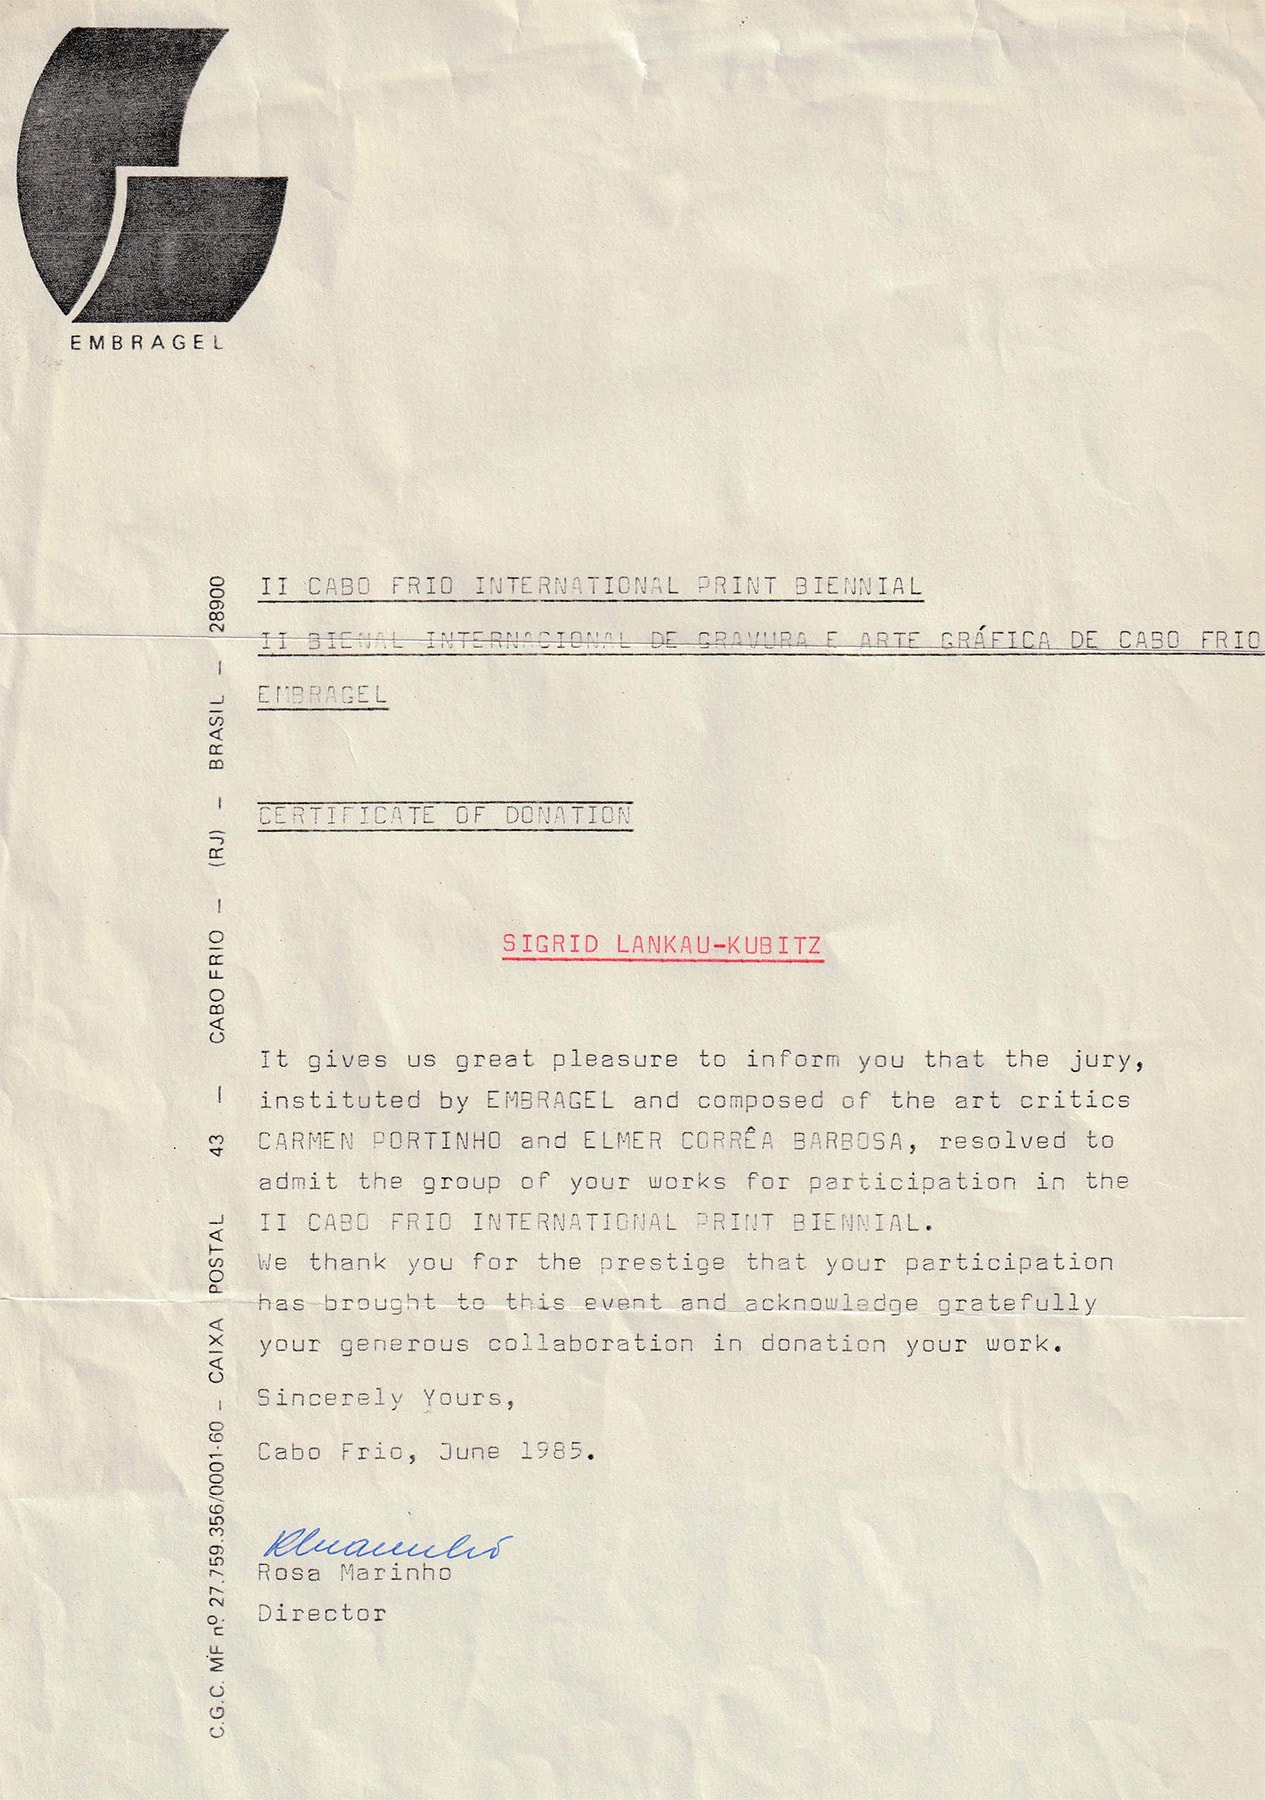 EMBRAGEL
II CABO FRIO INTERNATIONAL PRINT BIENNIAL
II BIENAL INTERNACIONAL DE GRAVURA E ARTE GRÁFICA DE CABO FRIO
EMBRAGEL
CERTIFICATE OF DONATION
SIGRID LANKAU-KUBITZ
It gives us great pleasure to inform you that the jury,
instituted by EMBRAGEL and composed of the art critics
CARMEN PORTINHO and ELMER CORRÊA BARBOSA, resolved to
admit the group of your works for participation in the
II CABO FRIO INTERNATIONAL PRINT BIENNIAL.
We thank you for the prestige that your participation
has brought to this event and acknowledge gratefully
your generous collaboration in donation your work.
Sincerely Yours,
Cabo Frio, June 1985.
Rosa Marinho
Director
C.G.C. MF nº 27.759.356/0001-60 - CAIXA POSTAL 43 - CABO FRIO - (RJ) - BRASIL - 28900